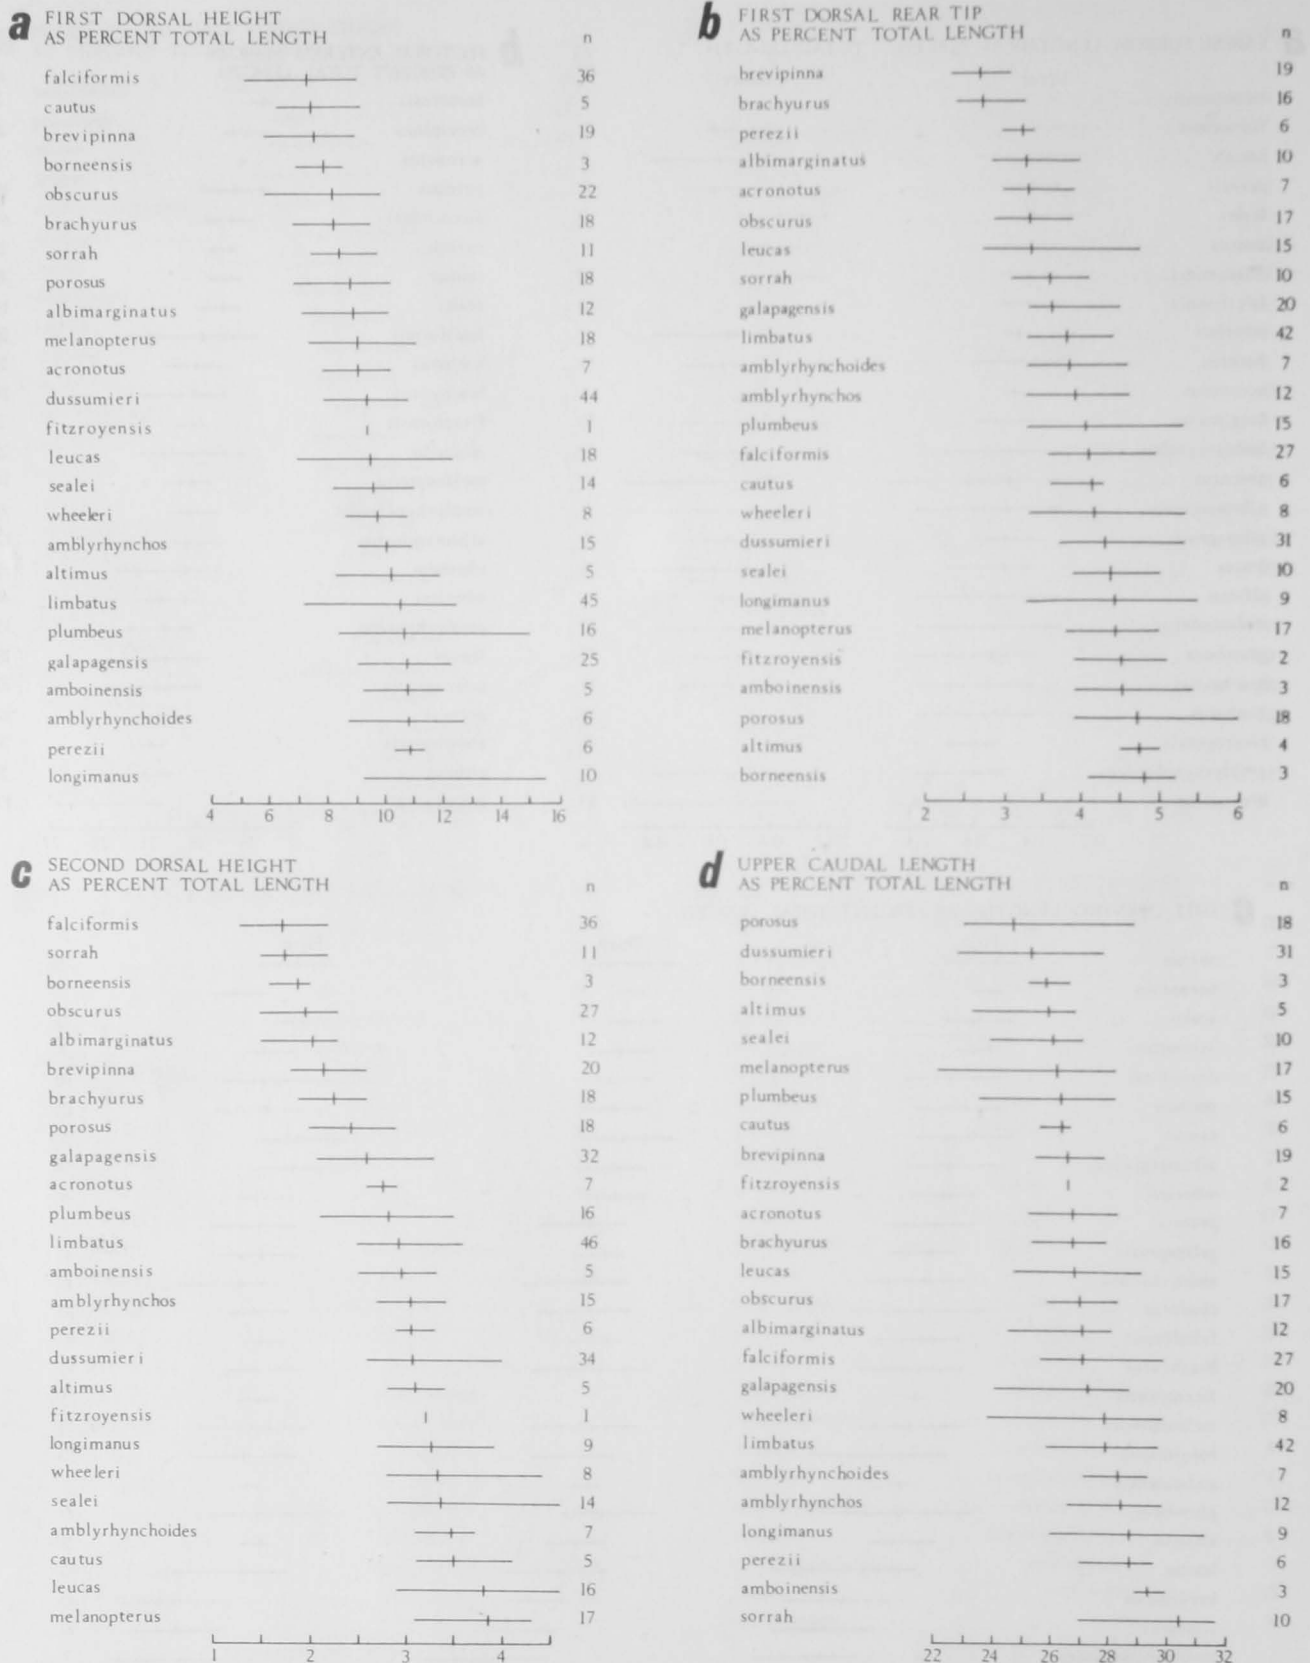 a FIRST DORSAL HEIGHT
AS PERCENT TOTAL LENGTH n
falciformis 36
cautus 5
brevipinna 19
borneensis 3
obscurus 22
brachyurus 18
sorrah 11
porosus 18
albimarginatus 12
melanopterus 18
acronotus 7
dussumieri 44
fitzroyensis 1
leucas 18
sealei 14
wheeleri 8
amblyrhynchos 15
altimus 5
limbatus 45
plumbeus 16
galapagensis 25
amboinensis 5
amblyrhynchoides 6
perezii 6
longimanus 10
4 6 8 10 12 14 16
b FIRST DORSAL REAR TIP
AS PERCENT TOTAL LENGTH n
brevipinna 19
brachyurus 16
perezii 6
albimarginatus 10
acronotus 7
obscurus 17
leucas 15
sorrah 10
galapagensis 20
limbatus 42
amblyrhynchoides 7
amblyrhynchos 12
plumbeus 15
falciformis 27
cautus 6
wheeleri 8
dussumieri 31
sealei 10
longimanus 9
melanopterus 17
fitzroyensis 2
amboinensis 3
porosus 18
altimus 4
borneensis 3
2 3 4 5 6
c SECOND DORSAL HEIGHT
AS PERCENT TOTAL LENGTH n
falciformis 36
sorrah 11
borneensis 3
obscurus 27
albimarginatus 12
brevipinna 20
brachyurus 18
porosus 18
galapagensis 32
acronotus 7
plumbeus 16
limbatus 46
amboinensis 5
amblyrhynchos 15
perezii 6
dussumieri 34
altimus 5
fitzroyensis 1
longimanus 9
wheeleri 8
sealei 14
amblyrhynchoides 7
cautus 5
leucas 16
melanopterus 17
1 2 3 4
d UPPER CAUDAL LENGTH
AS PERCENT TOTAL LENGTH n
porosus 18
dussumieri 31
borneensis 3
altimus 5
sealei 10
melanopterus 17
plumbeus 15
cautus 6
brevipinna 19
fitzroyensis 2
acronotus 7
brachyurus 16
leucas 15
obscurus 17
albimarginatus 12
falciformis 27
galapagensis 20
wheeleri 8
limbatus 42
amblyrhynchoides 7
amblyrhynchos 12
longimanus 9
perezii 6
amboinensis 3
sorrah 10
22 24 26 28 30 32